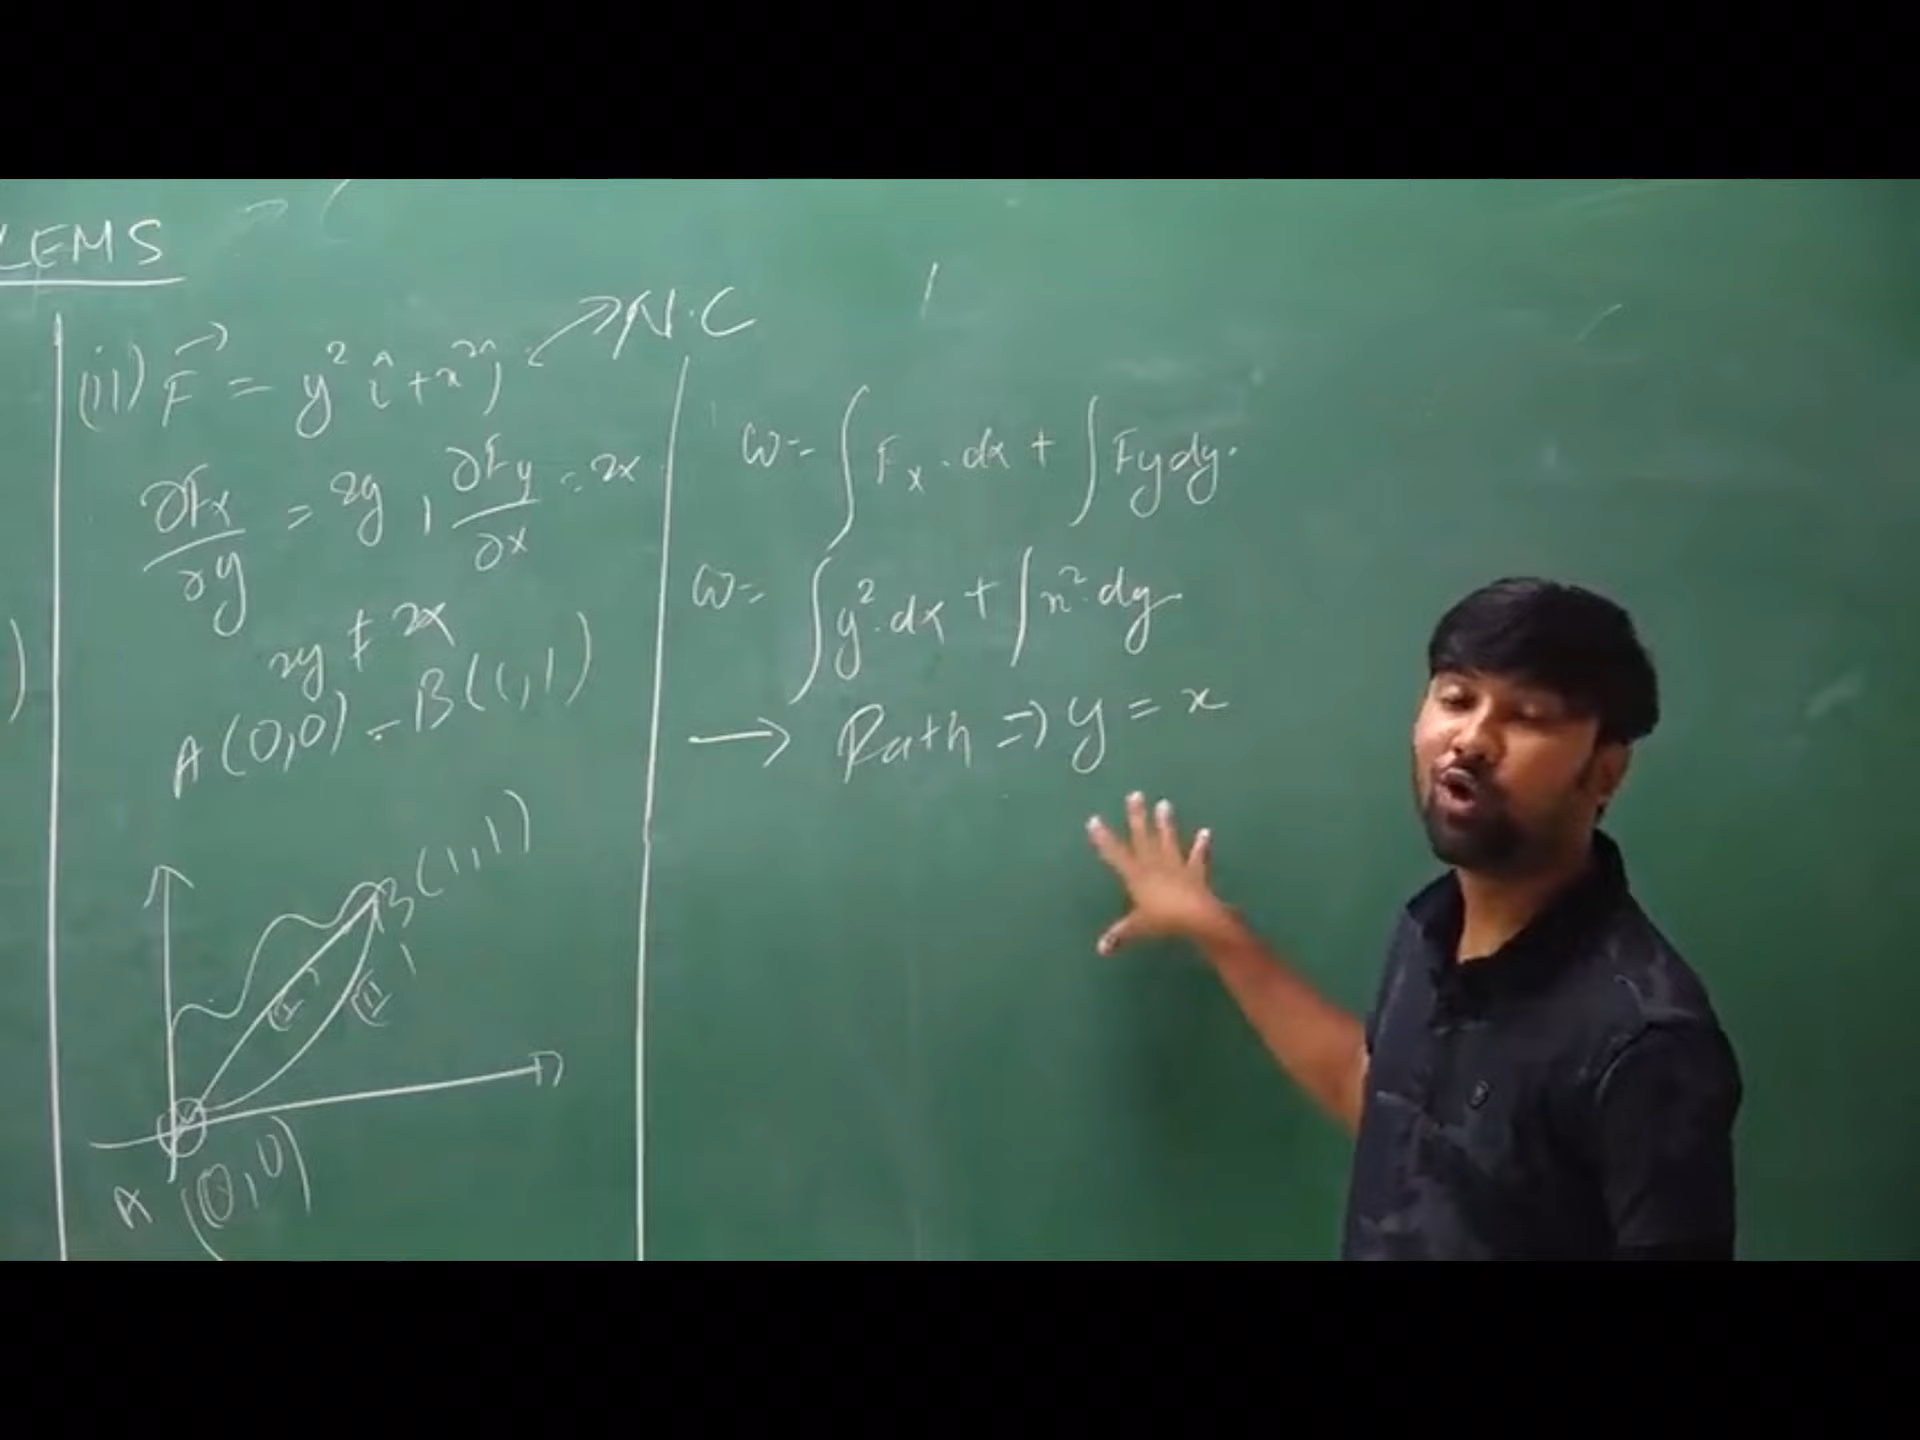 LEMS
(ii) F⃗ = y² î + x² ĵ → N.C
∂Fx/∂y = 2y , ∂Fy/∂x = 2x
2y ≠ 2x
A (0,0) - B (1,1)
B (1,1)
(I)
(II)
A (0,0)
)
W = ∫ Fx . dx + ∫ Fy dy.
W = ∫ y² . dx + ∫ x² . dy
→ Path ⇒ y = x